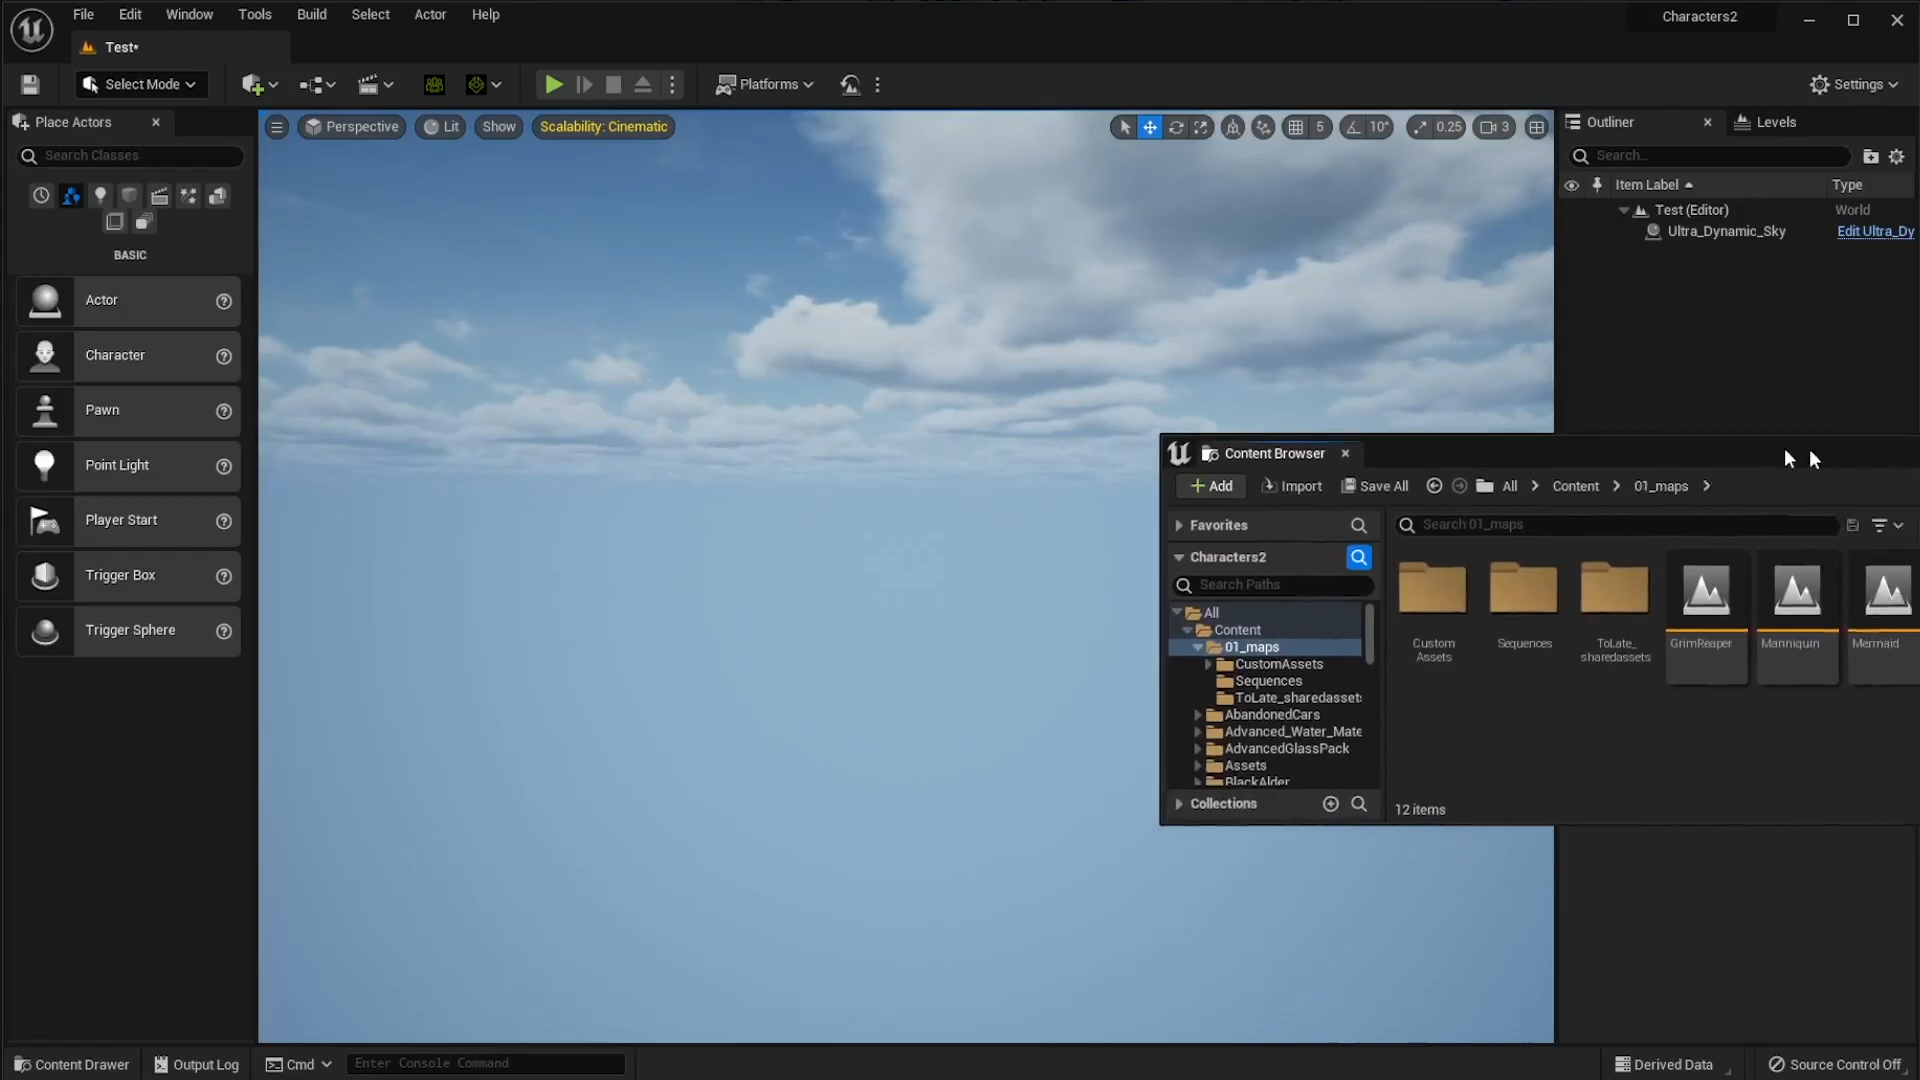 File Edit Window Tools Build Select Actor Help
Characters2
Test*
Select Mode
Platforms
Settings
Place Actors
Search Classes
BASIC
Actor
Character
Pawn
Point Light
Player Start
Trigger Box
Trigger Sphere
Perspective Lit Show Scalability: Cinematic
5 10° 0.25 3
Outliner
Levels
Search...
Item Label Type
Test (Editor) World
Ultra_Dynamic_Sky Edit Ultra_Dy
Content Browser
Add Import Save All All Content 01_maps
Favorites
Search 01_maps
Characters2
Search Paths
All
Content
01_maps
CustomAssets
Sequences
ToLate_sharedassets
AbandonedCars
Advanced_Water_Mate
AdvancedGlassPack
Assets
BlackAlder
Collections
Custom
Assets
Sequences
ToLate_
sharedassets
GrimReaper
Manniquin
Mermaid
12 items
Content Drawer Output Log Cmd Enter Console Command
Derived Data Source Control Off